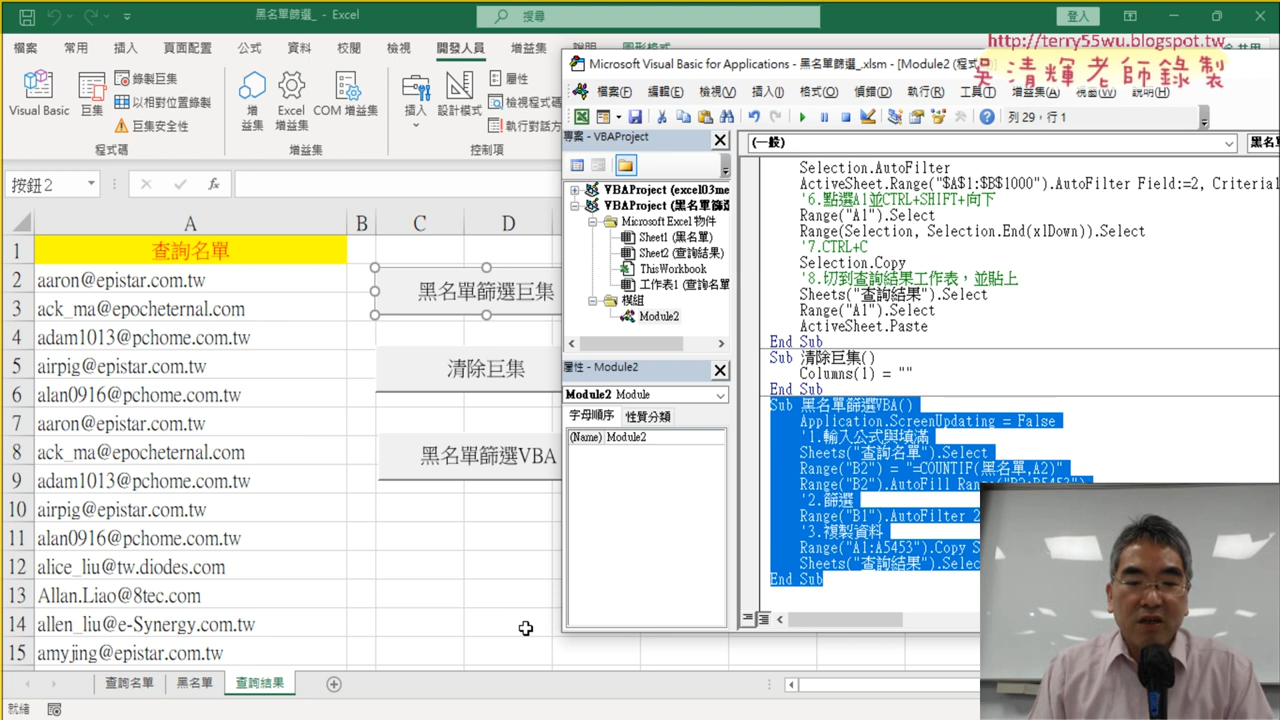 黑名單篩選_ - Excel
搜尋
登入
檔案 常用 插入 頁面配置 公式 資料 校閱 檢視 開發人員 增益集
http://terry55wu.blogspot.tw
吳清輝老師錄製
Visual Basic
巨集
錄製巨集
以相對位置錄製
巨集安全性
程式碼
增益集
Excel 增益集
COM 增益集
增益集
插入
設計模式
屬性
檢視程式碼
執行對話方
控制項
按鈕 2
fx
A B C D
1 查詢名單
2 aaron@epistar.com.tw
3 ack_ma@epocheternal.com
4 adam1013@pchome.com.tw
5 airpig@epistar.com.tw
6 alan0916@pchome.com.tw
7 aaron@epistar.com.tw
8 ack_ma@epocheternal.com
9 adam1013@pchome.com.tw
10 airpig@epistar.com.tw
11 alan0916@pchome.com.tw
12 alice_liu@tw.diodes.com
13 Allan.Liao@8tec.com
14 allen_liu@e-Synergy.com.tw
15 amyjing@epistar.com.tw
黑名單篩選巨集
清除巨集
黑名單篩選VBA
查詢名單 黑名單 查詢結果
就緒
Microsoft Visual Basic for Applications - 黑名單篩選_.xlsm - [Module2 (程式
檔案(F) 編輯(E) 檢視(V) 插入(I) 格式(O) 偵錯(D) 執行(R) 工具(T) 增益集(A) 視窗(W) 說明(H)
列 29，行 1
專案 - VBAProject
VBAProject (excel03me
VBAProject (黑名單篩
Microsoft Excel 物件
Sheet1 (黑名單)
Sheet2 (查詢結果)
ThisWorkbook
工作表1 (查詢名單
模組
Module2
屬性 - Module2
Module2 Module
字母順序 性質分類
(Name) Module2
(一般)
黑名
Selection.AutoFilter
ActiveSheet.Range("$A$1:$B$1000").AutoFilter Field:=2, Criteria1
'6.點選A1並CTRL+SHIFT+向下
Range("A1").Select
Range(Selection, Selection.End(xlDown)).Select
'7.CTRL+C
Selection.Copy
'8.切到查詢結果工作表，並貼上
Sheets("查詢結果").Select
Range("A1").Select
ActiveSheet.Paste
End Sub
Sub 清除巨集()
Columns(1) = ""
End Sub
Sub 黑名單篩選VBA()
Application.ScreenUpdating = False
'1.輸入公式與填滿
Sheets("查詢名單").Select
Range("B2") = "=COUNTIF(黑名單,A2)"
Range("B2").AutoFill Range("B2:B5453")
'2.篩選
Range("B1").AutoFilter 2
'3.複製資料
Range("A1:A5453").Copy S
Sheets("查詢結果").Selec
End Sub